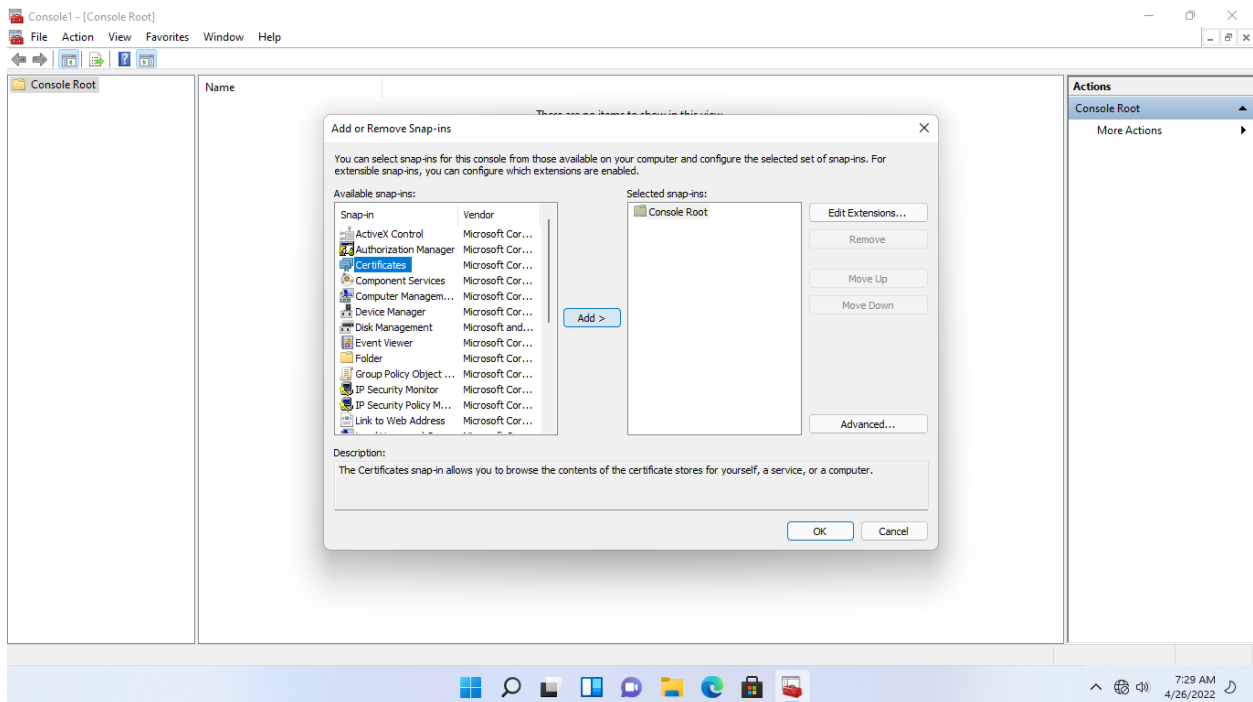 Console1 - [Console Root]
File Action View Favorites Window Help
Console Root
Name
Actions
Console Root
More Actions
Add or Remove Snap-ins
You can select snap-ins for this console from those available on your computer and configure the selected set of snap-ins. For
extensible snap-ins, you can configure which extensions are enabled.
Available snap-ins:
Snap-in Vendor
ActiveX Control Microsoft Cor...
Authorization Manager Microsoft Cor...
Certificates Microsoft Cor...
Component Services Microsoft Cor...
Computer Managem... Microsoft Cor...
Device Manager Microsoft Cor...
Disk Management Microsoft and...
Event Viewer Microsoft Cor...
Folder Microsoft Cor...
Group Policy Object ... Microsoft Cor...
IP Security Monitor Microsoft Cor...
IP Security Policy M... Microsoft Cor...
Link to Web Address Microsoft Cor...
Add >
Selected snap-ins:
Console Root
Edit Extensions...
Remove
Move Up
Move Down
Advanced...
Description:
The Certificates snap-in allows you to browse the contents of the certificate stores for yourself, a service, or a computer.
OK Cancel
7:29 AM
4/26/2022